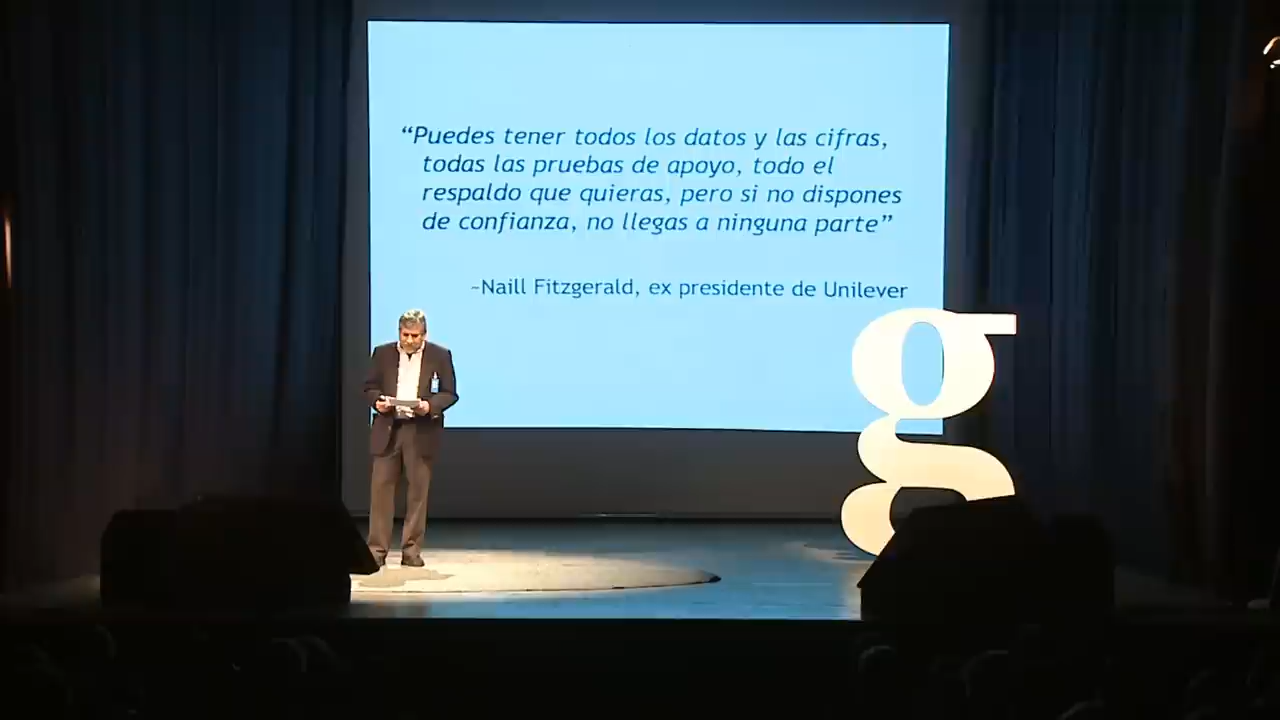 “Puedes tener todos los datos y las cifras,
todas las pruebas de apoyo, todo el
respaldo que quieras, pero si no dispones
de confianza, no llegas a ninguna parte”
~Naill Fitzgerald, ex presidente de Unilever
g